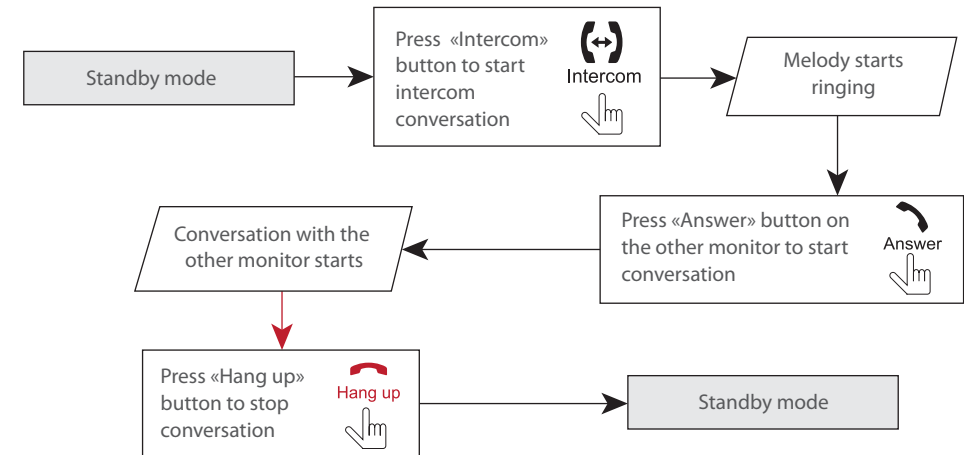 Standby mode
Press «Intercom»
button to start
intercom
conversation
Intercom
Melody starts
ringing
Press «Answer» button on
the other monitor to start
conversation
Answer
Conversation with the
other monitor starts
Press «Hang up»
button to stop
conversation
Hang up
Standby mode